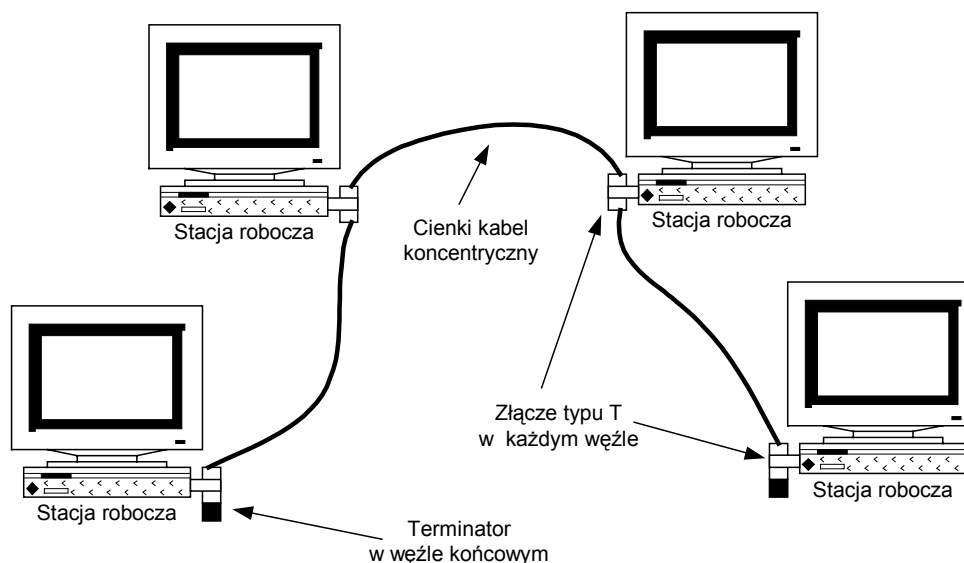 Stacja robocza
Stacja robocza
Cienki kabel
koncentryczny
Złącze typu T
w każdym węźle
Stacja robocza
Stacja robocza
Terminator
w węźle końcowym